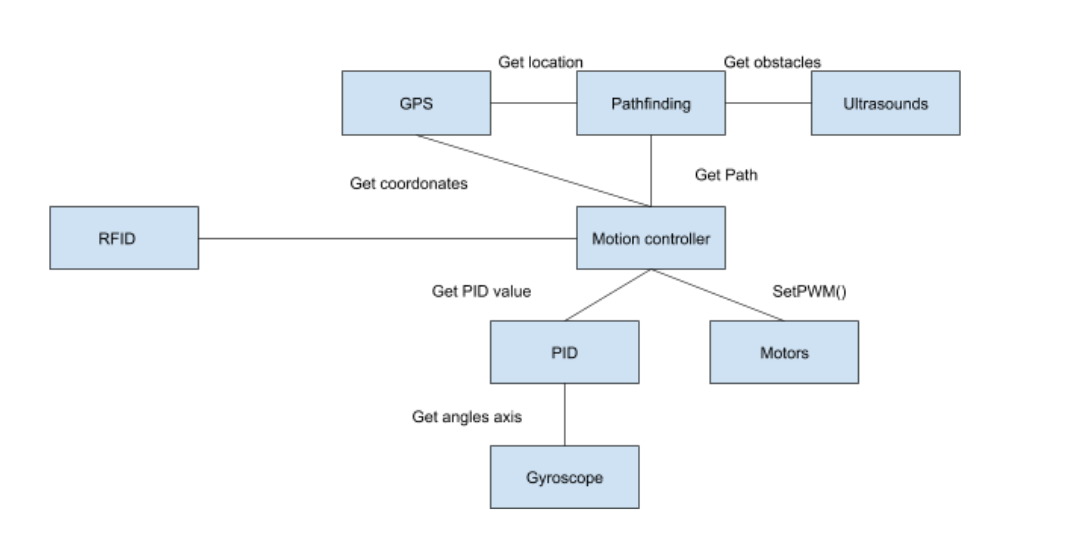 Get location
Get obstacles
GPS
Pathfinding
Ultrasounds
Get Path
Get coordonates
RFID
Motion controller
Get PID value
SetPWM()
PID
Motors
Get angles axis
Gyroscope